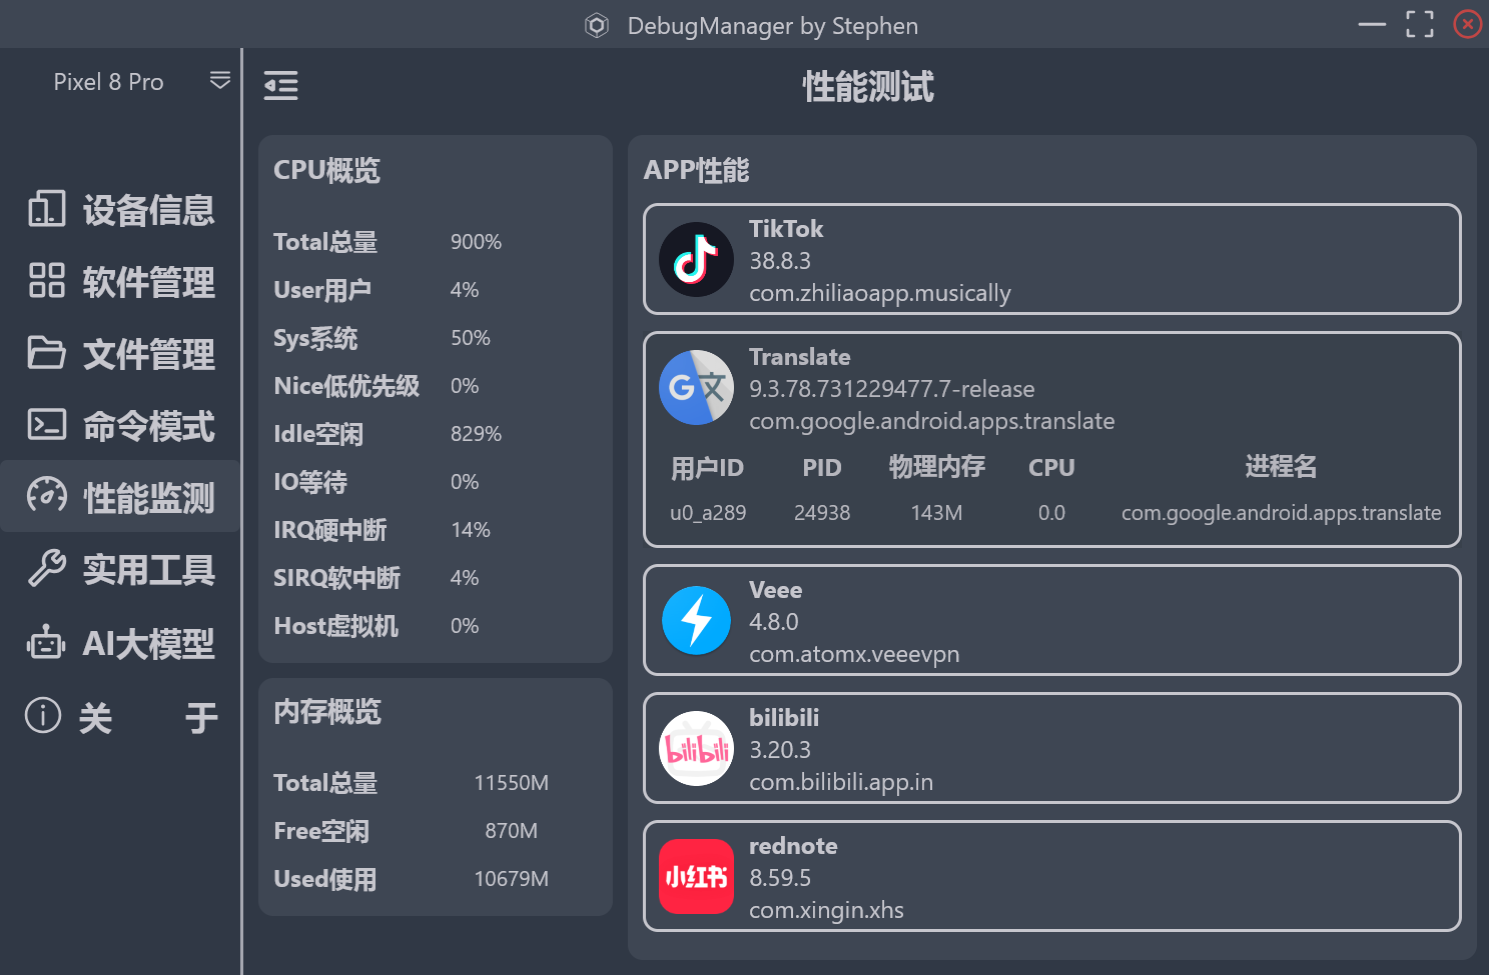 DebugManager by Stephen
Pixel 8 Pro
设备信息
软件管理
文件管理
命令模式
性能监测
实用工具
AI大模型
关 于
性能测试
CPU概览
Total总量 900%
User用户 4%
Sys系统 50%
Nice低优先级 0%
Idle空闲 829%
IO等待 0%
IRQ硬中断 14%
SIRQ软中断 4%
Host虚拟机 0%
内存概览
Total总量 11550M
Free空闲 870M
Used使用 10679M
APP性能
TikTok
38.8.3
com.zhiliaoapp.musically
G文
Translate
9.3.78.731229477.7-release
com.google.android.apps.translate
用户ID PID 物理内存 CPU 进程名
u0_a289 24938 143M 0.0 com.google.android.apps.translate
Veee
4.8.0
com.atomx.veeevpn
bilibili
bilibili
3.20.3
com.bilibili.app.in
小红书
rednote
8.59.5
com.xingin.xhs